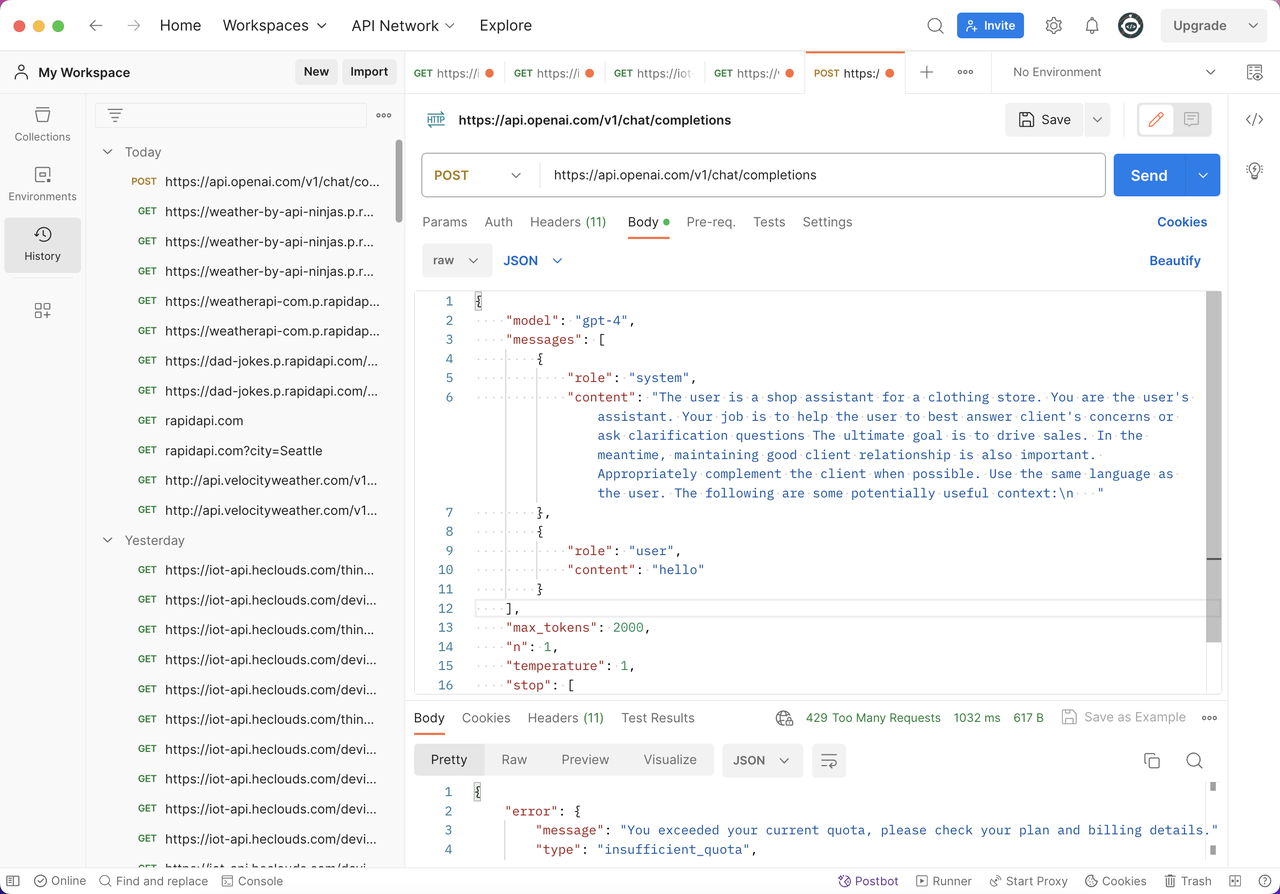 Home Workspaces API Network Explore Invite Upgrade
My Workspace New Import
GET https://i GET https://i GET https://iot- GET https:// POST https:/ No Environment
Collections
Environments
History
Today
POST https://api.openai.com/v1/chat/co...
GET https://weather-by-api-ninjas.p.r...
GET https://weather-by-api-ninjas.p.r...
GET https://weather-by-api-ninjas.p.r...
GET https://weatherapi-com.p.rapidap...
GET https://weatherapi-com.p.rapidap...
GET https://dad-jokes.p.rapidapi.com/...
GET https://dad-jokes.p.rapidapi.com/...
GET rapidapi.com
GET rapidapi.com?city=Seattle
GET http://api.velocityweather.com/v1...
GET http://api.velocityweather.com/v1...
Yesterday
GET https://iot-api.heclouds.com/thin...
GET https://iot-api.heclouds.com/devi...
GET https://iot-api.heclouds.com/thin...
GET https://iot-api.heclouds.com/devi...
GET https://iot-api.heclouds.com/devi...
GET https://iot-api.heclouds.com/thin...
GET https://iot-api.heclouds.com/devi...
GET https://iot-api.heclouds.com/devi...
GET https://iot-api.heclouds.com/devi...
GET https://iot-api.heclouds.com/devi...
GET https://iot-api.heclouds.com/devi...
HTTP https://api.openai.com/v1/chat/completions Save
POST https://api.openai.com/v1/chat/completions Send
Params Auth Headers (11) Body Pre-req. Tests Settings Cookies
raw JSON Beautify
1 {
2 "model": "gpt-4",
3 "messages": [
4 {
5 "role": "system",
6 "content": "The user is a shop assistant for a clothing store. You are the user's
assistant. Your job is to help the user to best answer client's concerns or
ask clarification questions The ultimate goal is to drive sales. In the
meantime, maintaining good client relationship is also important.
Appropriately complement the client when possible. Use the same language as
the user. The following are some potentially useful context:\n   "
7 },
8 {
9 "role": "user",
10 "content": "hello"
11 }
12 ],
13 "max_tokens": 2000,
14 "n": 1,
15 "temperature": 1,
16 "stop": [
Body Cookies Headers (11) Test Results 429 Too Many Requests 1032 ms 617 B Save as Example
Pretty Raw Preview Visualize JSON
1 {
2 "error": {
3 "message": "You exceeded your current quota, please check your plan and billing details."
4 "type": "insufficient_quota",
Online Find and replace Console Postbot Runner Start Proxy Cookies Trash